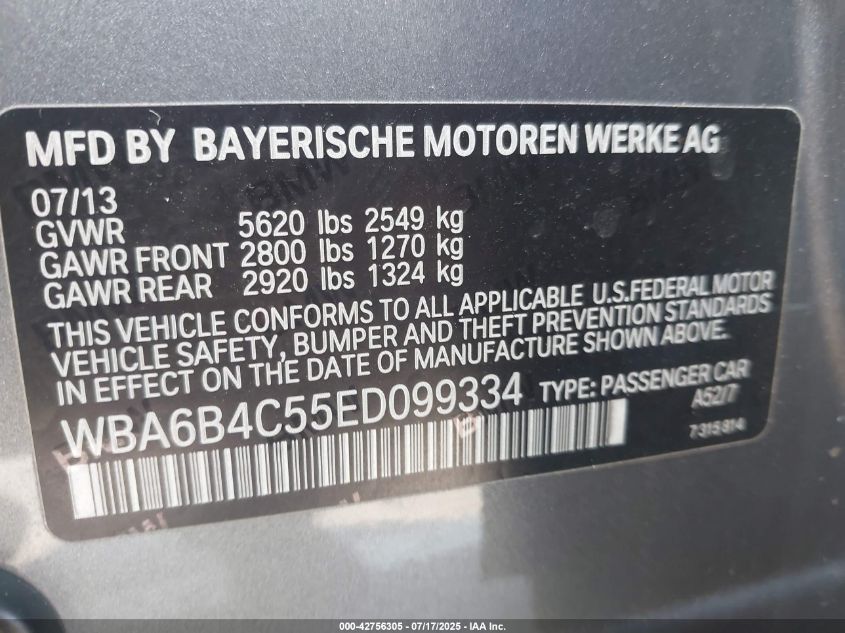 MFD BY BAYERISCHE MOTOREN WERKE AG
07/13
GVWR 5620 lbs 2549 kg
GAWR FRONT 2800 lbs 1270 kg
GAWR REAR 2920 lbs 1324 kg
THIS VEHICLE CONFORMS TO ALL APPLICABLE U.S.FEDERAL MOTOR
VEHICLE SAFETY, BUMPER AND THEFT PREVENTION STANDARDS
IN EFFECT ON THE DATE OF MANUFACTURE SHOWN ABOVE.
WBA6B4C55ED099334 TYPE: PASSENGER CAR
A52/7
7 315 814
000-42756305 - 07/17/2025 - IAA Inc.